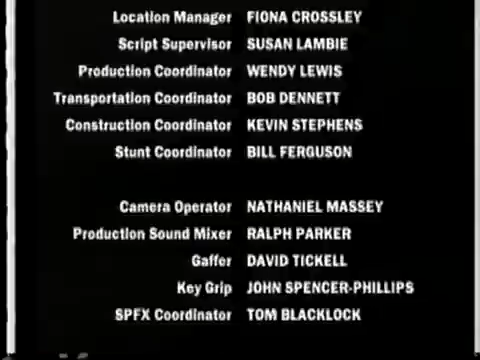 Location Manager FIONA CROSSLEY
Script Supervisor SUSAN LAMBIE
Production Coordinator WENDY LEWIS
Transportation Coordinator BOB DENNETT
Construction Coordinator KEVIN STEPHENS
Stunt Coordinator BILL FERGUSON
Camera Operator NATHANIEL MASSEY
Production Sound Mixer RALPH PARKER
Gaffer DAVID TICKELL
Key Grip JOHN SPENCER-PHILLIPS
SPFX Coordinator TOM BLACKLOCK